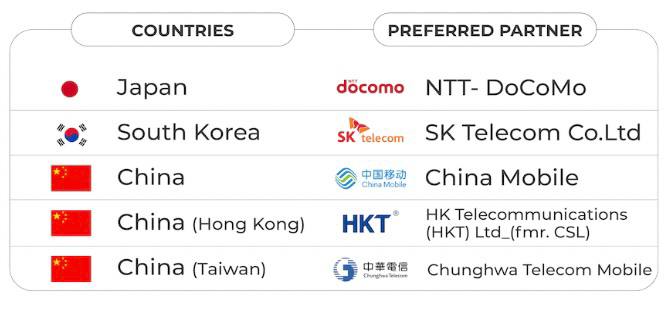 COUNTRIES PREFERRED PARTNER
Japan NTT docomo NTT- DoCoMo
South Korea SK telecom SK Telecom Co.Ltd
China 中国移动 China Mobile China Mobile
China (Hong Kong) HKT® HK Telecommunications
(HKT) Ltd_(fmr. CSL)
China (Taiwan) 中華電信 Chunghwa Telecom Chunghwa Telecom Mobile